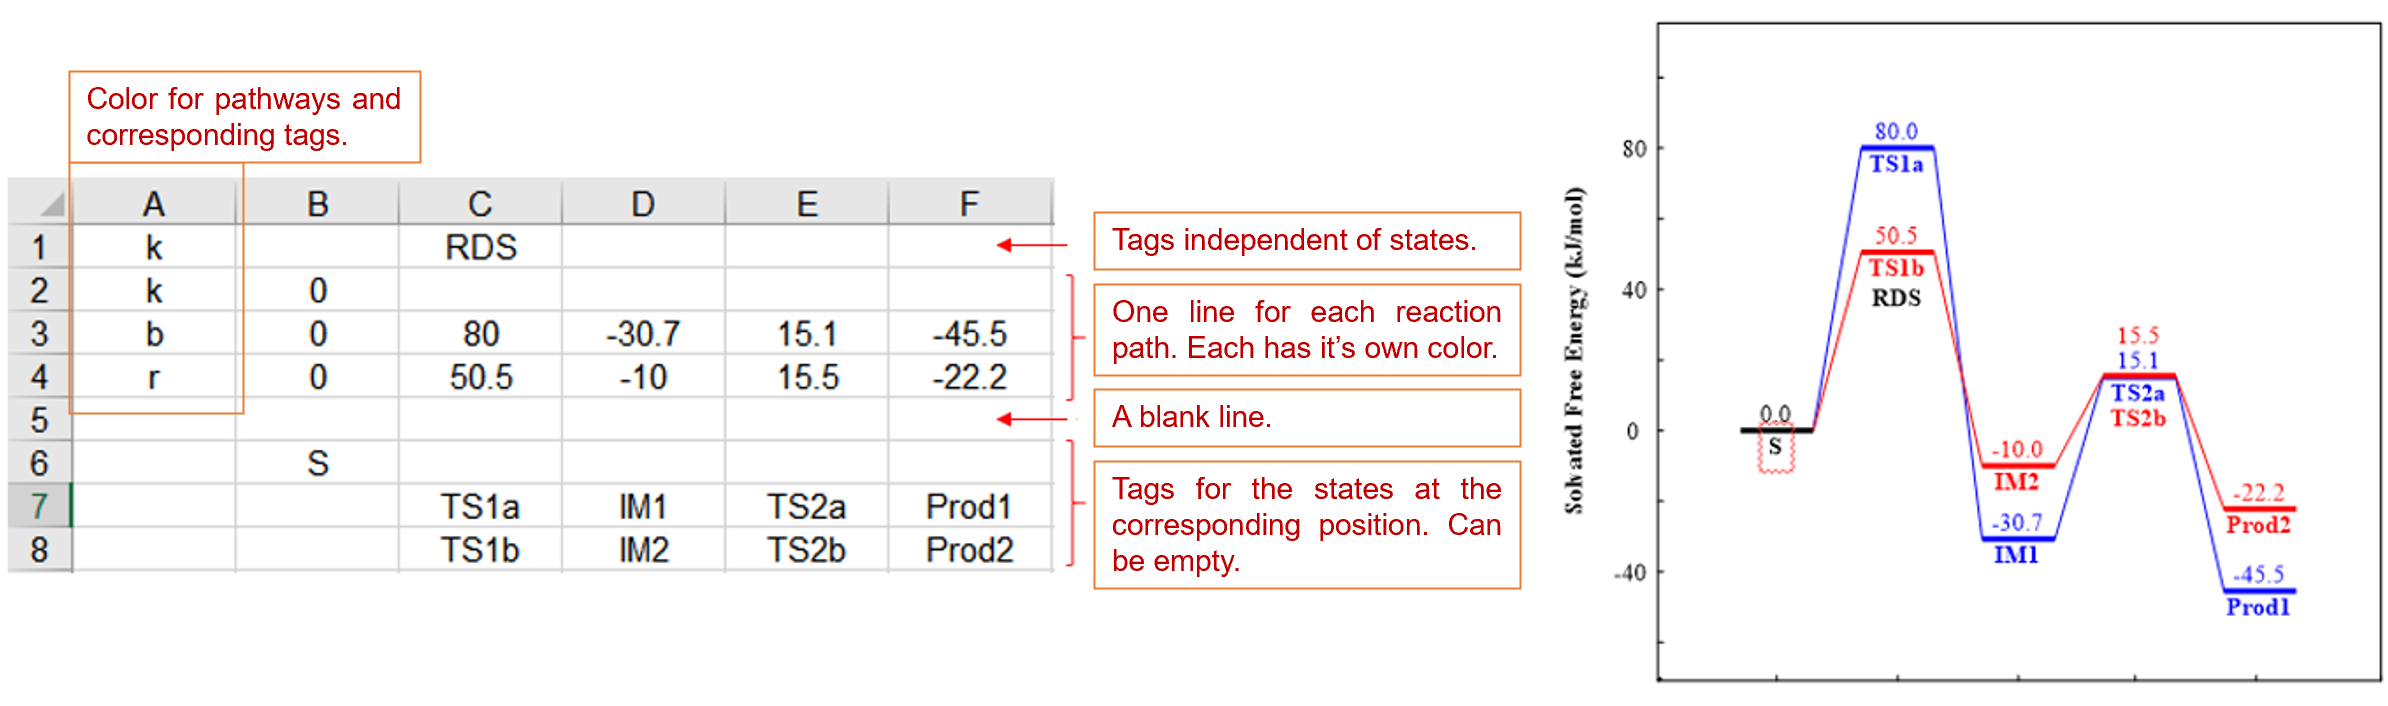 Color for pathways and
corresponding tags.
A B C D E F
1 k RDS
2 k 0
3 b 0 80 -30.7 15.1 -45.5
4 r 0 50.5 -10 15.5 -22.2
5
6 S
7 TS1a IM1 TS2a Prod1
8 TS1b IM2 TS2b Prod2
Tags independent of states.
One line for each reaction
path. Each has it's own color.
A blank line.
Tags for the states at the
corresponding position. Can
be empty.
Solvated Free Energy (kJ/mol)
80
40
0
-40
0.0
S
80.0
TS1a
50.5
TS1b
RDS
-10.0
IM2
-30.7
IM1
15.5
15.1
TS2a
TS2b
-22.2
Prod2
-45.5
Prod1